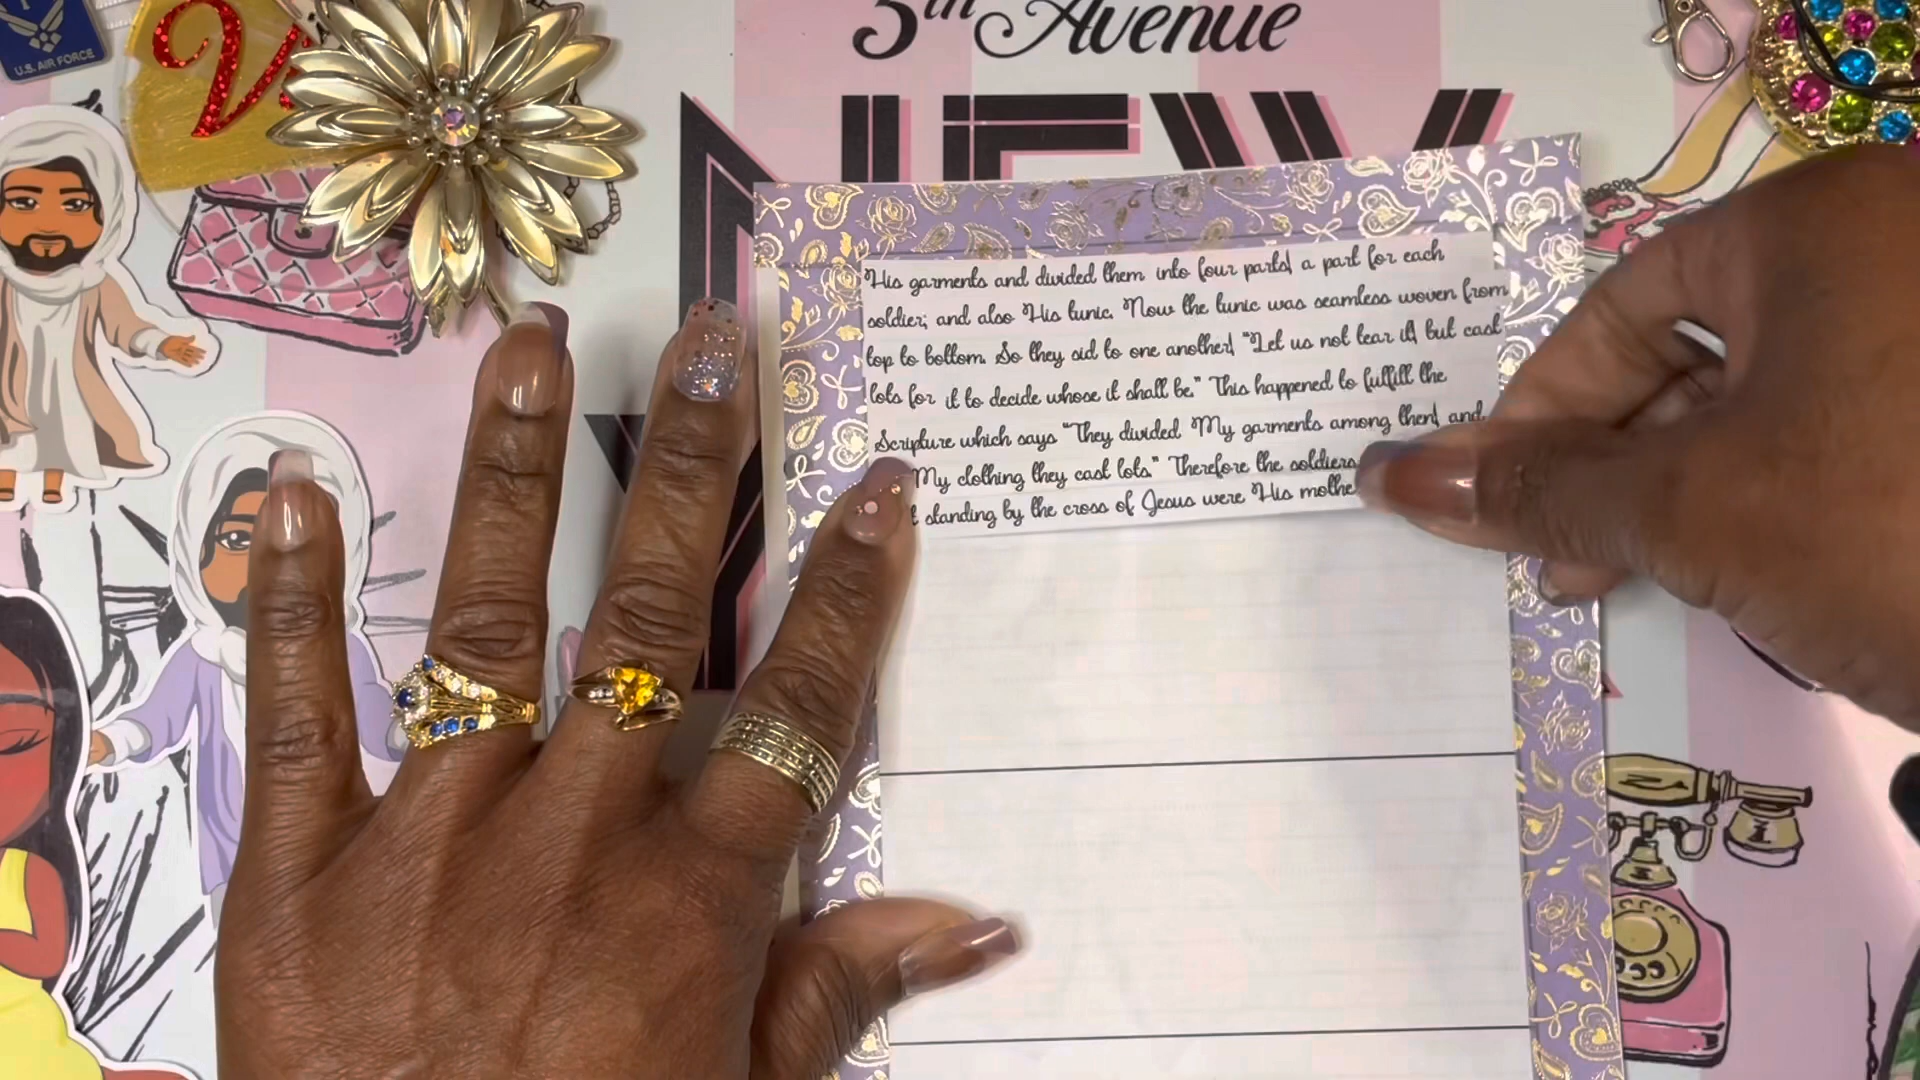 U.S. AIR FORCE
5th Avenue
NEW
His garments and divided them into four parts, a part for each
soldier; and also His tunic. Now the tunic was seamless woven from
top to bottom. So they sid to one another, "Let us not tear it, but cast
lots for it to decide whose it shall be." This happened to fulfill the
Scripture which says "They divided My garments among them, and
My clothing they cast lots." Therefore the soldiers
standing by the cross of Jesus were His mothe